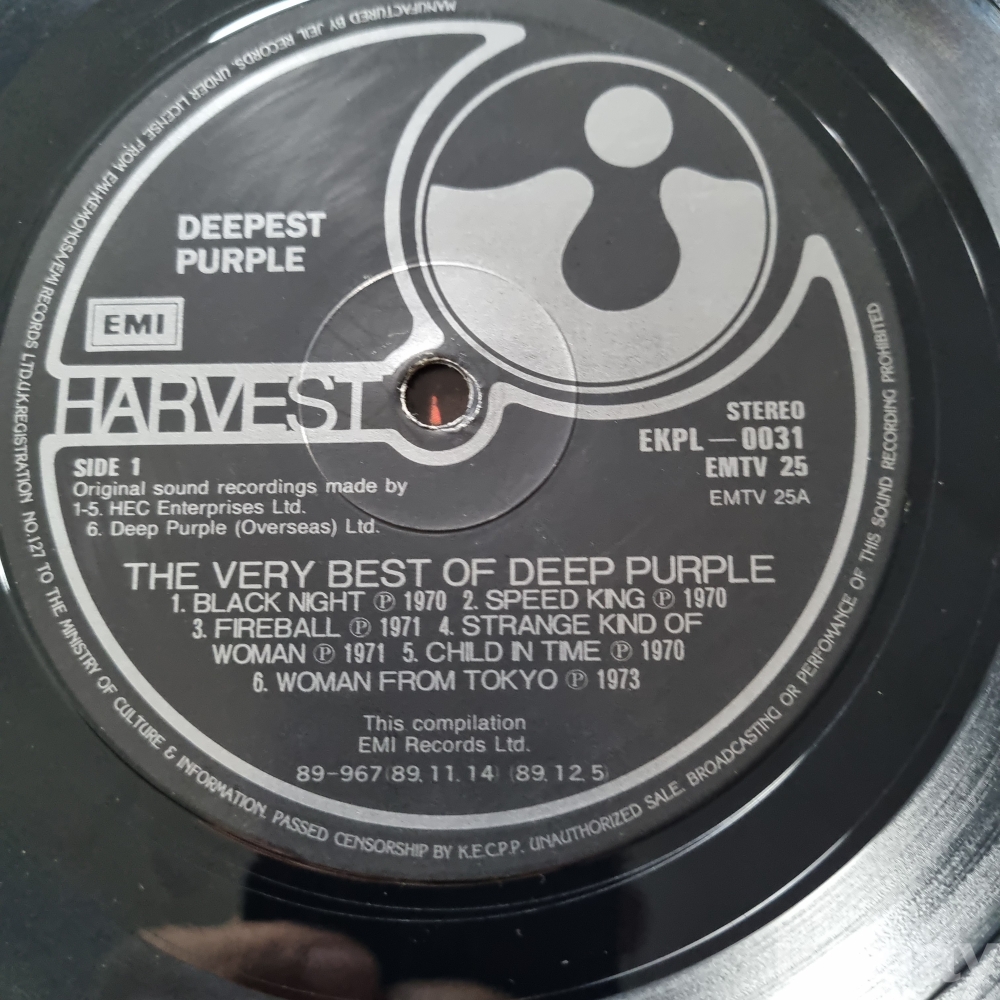 DEEPEST
PURPLE
EMI
HARVEST
STEREO
EKPL—0031
EMTV 25
EMTV 25A
SIDE 1
Original sound recordings made by
1-5. HEC Enterprises Ltd.
6. Deep Purple (Overseas) Ltd.
THE VERY BEST OF DEEP PURPLE
1. BLACK NIGHT Ⓟ 1970 2. SPEED KING Ⓟ 1970
3. FIREBALL Ⓟ 1971 4. STRANGE KIND OF
WOMAN Ⓟ 1971 5. CHILD IN TIME Ⓟ 1970
6. WOMAN FROM TOKYO Ⓟ 1973
This compilation
EMI Records Ltd.
89-967(89.11.14) (89.12.5)
MANUFACTURED BY JEIL RECORDS, UNDER LICENSE FROM EMI-KEMONGSA/EMI RECORDS LTD.U.K.REGISTRATION NO.127 TO THE MINISTRY OF CULTURE & INFORMATION. PASSED CENSORSHIP BY K.E.C.P.P. UNAUTHORIZED SALE. BROADCASTING OR PERFOMANCE OF THIS SOUND RECORDING PROHIBITED